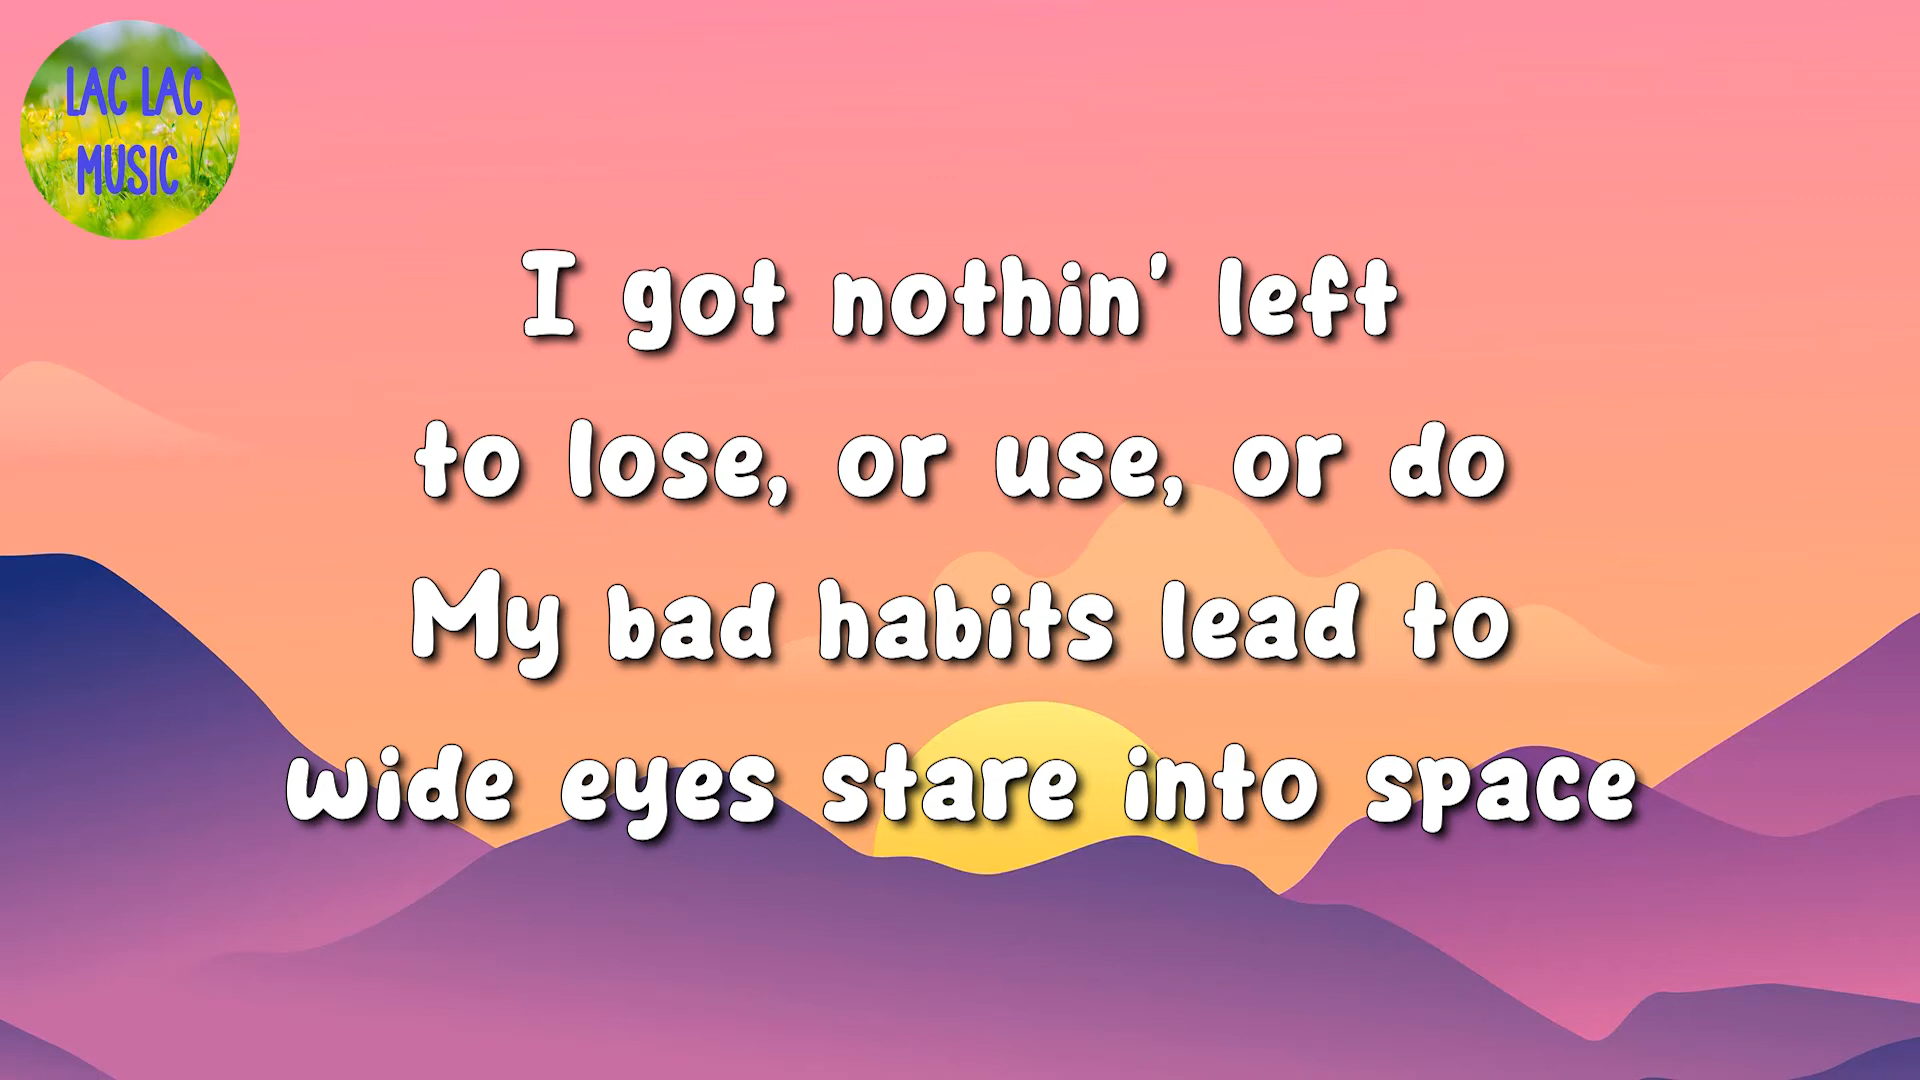 LAC LAC
MUSIC
I got nothin' left
to lose, or use, or do
My bad habits lead to
wide eyes stare into space